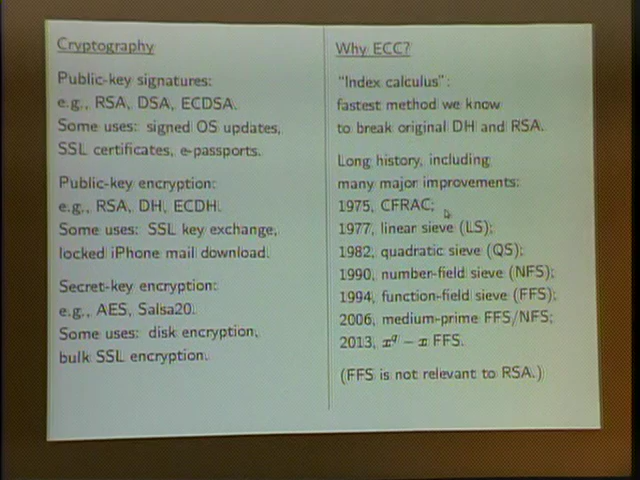 Cryptography
Public-key signatures:
e.g., RSA, DSA, ECDSA.
Some uses: signed OS updates,
SSL certificates, e-passports.
Public-key encryption:
e.g., RSA, DH, ECDH.
Some uses: SSL key exchange,
locked iPhone mail download.
Secret-key encryption:
e.g., AES, Salsa20.
Some uses: disk encryption,
bulk SSL encryption.
Why ECC?
“Index calculus”:
fastest method we know
to break original DH and RSA.
Long history, including
many major improvements:
1975, CFRAC;
1977, linear sieve (LS);
1982, quadratic sieve (QS);
1990, number-field sieve (NFS);
1994, function-field sieve (FFS);
2006, medium-prime FFS/NFS;
2013, x^q − x FFS.
(FFS is not relevant to RSA.)